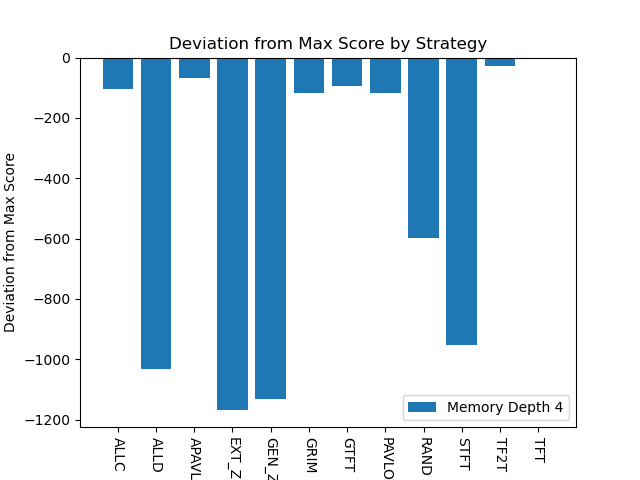 Deviation from Max Score by Strategy
Deviation from Max Score
0
−200
−400
−600
−800
−1000
−1200
Memory Depth 4
ALLC
ALLD
APAVL
EXT_Z
GEN_Z
GRIM
GTFT
PAVLO
RAND
STFT
TF2T
TFT